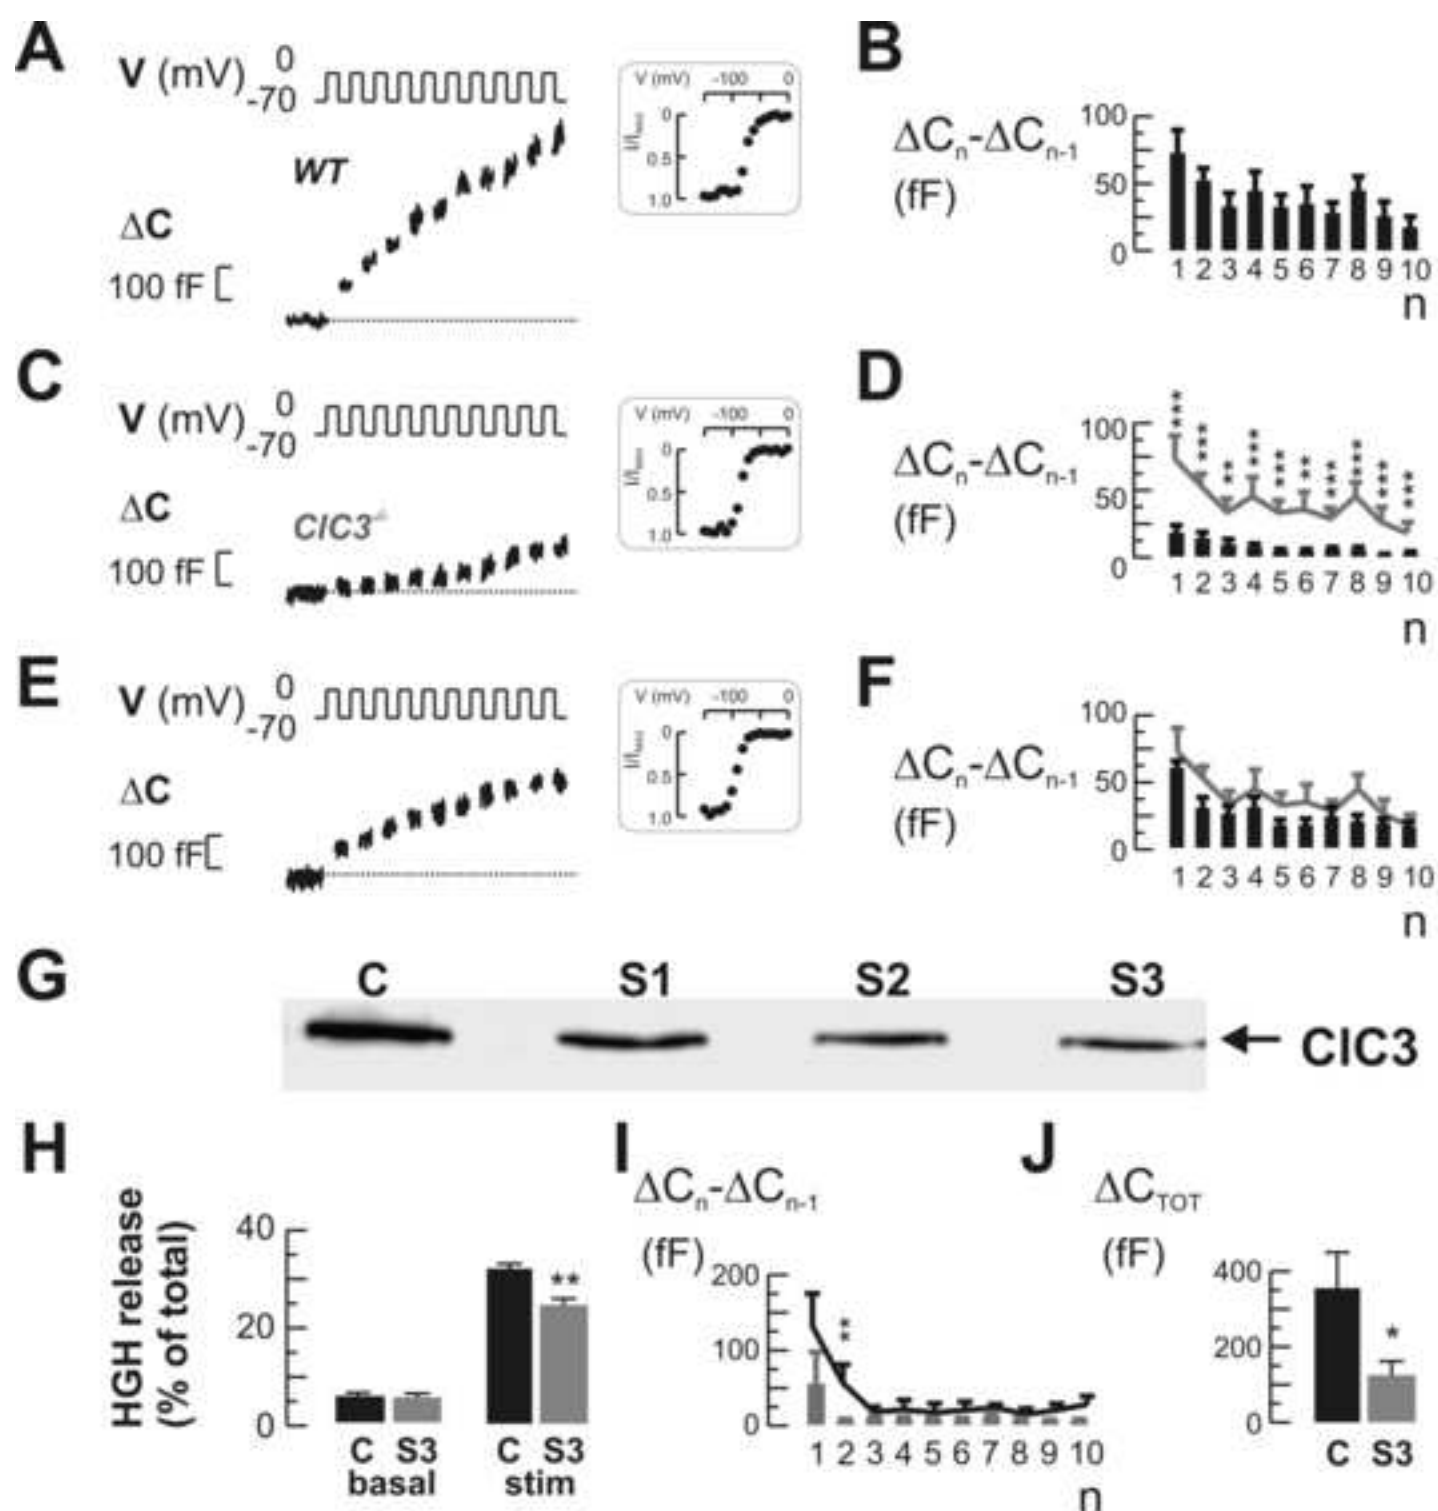 A
V (mV)
0
-70
WT
ΔC
100 fF
V (mV) -100 0
I/Imax
0
0.5
1.0
B
ΔCn-ΔCn-1
(fF)
100
50
0
1 2 3 4 5 6 7 8 9 10
n
C
V (mV)
0
-70
ClC3
ΔC
100 fF
V (mV) -100 0
I/Imax
0
0.5
1.0
D
ΔCn-ΔCn-1
(fF)
100
50
0
*** *** ** *** *** ** *** **** *** ***
1 2 3 4 5 6 7 8 9 10
n
E
V (mV)
0
-70
ΔC
100 fF
V (mV) -100 0
I/Imax
0
0.5
1.0
F
ΔCn-ΔCn-1
(fF)
100
50
0
1 2 3 4 5 6 7 8 9 10
n
G
C S1 S2 S3
ClC3
H
HGH release
(% of total)
40
20
0
**
C S3 C S3
basal stim
I
ΔCn-ΔCn-1
(fF)
200
100
0
**
1 2 3 4 5 6 7 8 9 10
n
J
ΔCTOT
(fF)
400
200
0
*
C S3